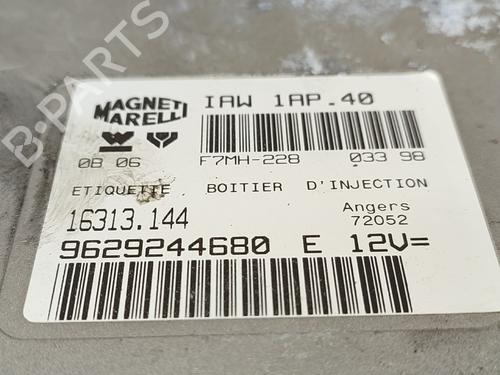 B-PARTS
MAGNETI MARELLI
IAW 1AP.40
08 06
F7MH-228
033 98
ETIQUETTE BOITIER D'INJECTION
16313.144
Angers
72052
9629244680 E 12V=